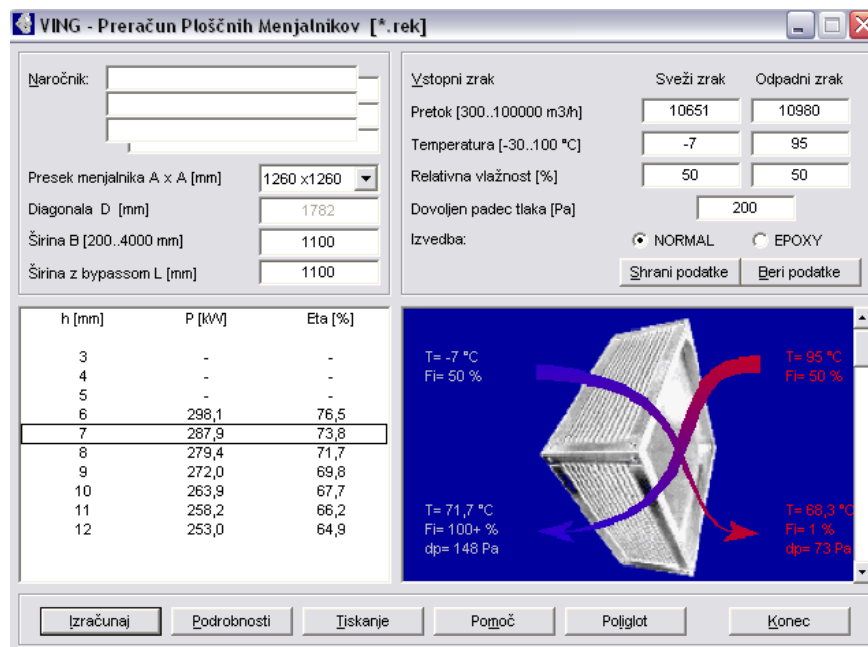 VING - Preračun Ploščnih Menjalnikov [*.rek]
Naročnik:
Presek menjalnika A x A [mm] 1260 x1260
Diagonala D [mm] 1782
Širina B [200..4000 mm] 1100
Širina z bypassom L [mm] 1100
Vstopni zrak Sveži zrak Odpadni zrak
Pretok [300..100000 m3/h] 10651 10980
Temperatura [-30..100 °C] -7 95
Relativna vlažnost [%] 50 50
Dovoljen padec tlaka [Pa] 200
Izvedba: NORMAL EPOXY
Shrani podatke Beri podatke
h [mm] P [kW] Eta [%]
3 - -
4 - -
5 - -
6 298,1 76,5
7 287,9 73,8
8 279,4 71,7
9 272,0 69,8
10 263,9 67,7
11 258,2 66,2
12 253,0 64,9
T= -7 °C T= 95 °C
Fi= 50 % Fi= 50 %
T= 71,7 °C T= 68,3 °C
Fi= 100+ % Fi= 1 %
dp= 148 Pa dp= 73 Pa
Izračunaj Podrobnosti Tiskanje Pomoč Poliglot Konec